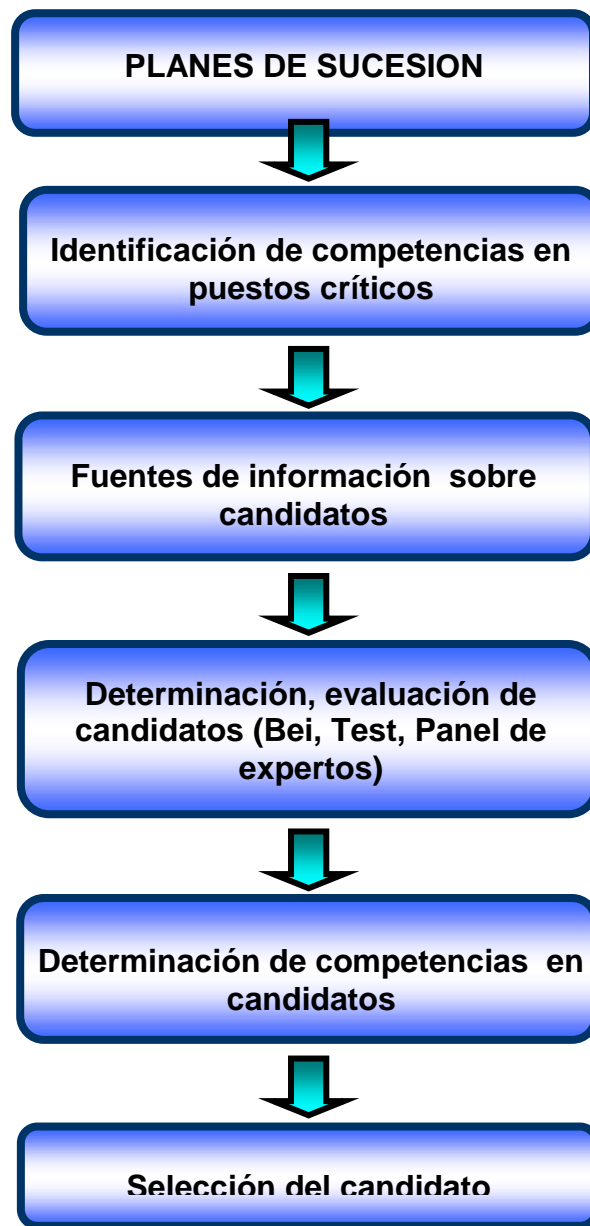 PLANES DE SUCESION
Identificación de competencias en
puestos críticos
Fuentes de información  sobre
candidatos
Determinación, evaluación de
candidatos (Bei, Test, Panel de
expertos)
Determinación de competencias  en
candidatos
Selección del candidato